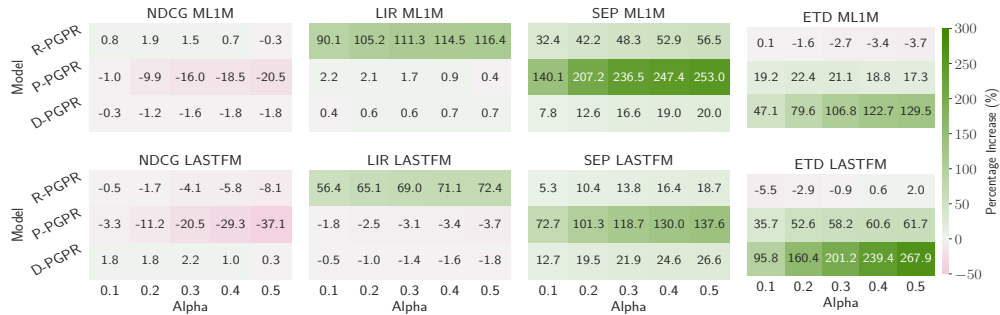 NDCG ML1M
LIR ML1M
SEP ML1M
ETD ML1M
Model
R-PGPR 0.8 1.9 1.5 0.7 -0.3 90.1 105.2 111.3 114.5 116.4 32.4 42.2 48.3 52.9 56.5 0.1 -1.6 -2.7 -3.4 -3.7
P-PGPR -1.0 -9.9 -16.0 -18.5 -20.5 2.2 2.1 1.7 0.9 0.4 140.1 207.2 236.5 247.4 253.0 19.2 22.4 21.1 18.8 17.3
D-PGPR -0.3 -1.2 -1.6 -1.8 -1.8 0.4 0.6 0.6 0.7 0.7 7.8 12.6 16.6 19.0 20.0 47.1 79.6 106.8 122.7 129.5
NDCG LASTFM
LIR LASTFM
SEP LASTFM
ETD LASTFM
Model
R-PGPR -0.5 -1.7 -4.1 -5.8 -8.1 56.4 65.1 69.0 71.1 72.4 5.3 10.4 13.8 16.4 18.7 -5.5 -2.9 -0.9 0.6 2.0
P-PGPR -3.3 -11.2 -20.5 -29.3 -37.1 -1.8 -2.5 -3.1 -3.4 -3.7 72.7 101.3 118.7 130.0 137.6 35.7 52.6 58.2 60.6 61.7
D-PGPR 1.8 1.8 2.2 1.0 0.3 -0.5 -1.0 -1.4 -1.6 -1.8 12.7 19.5 21.9 24.6 26.6 95.8 160.4 201.2 239.4 267.9
0.1 0.2 0.3 0.4 0.5 0.1 0.2 0.3 0.4 0.5 0.1 0.2 0.3 0.4 0.5 0.1 0.2 0.3 0.4 0.5
Alpha
Alpha
Alpha
Alpha
300
250
200
150
100
50
0
−50
Percentage Increase (%)